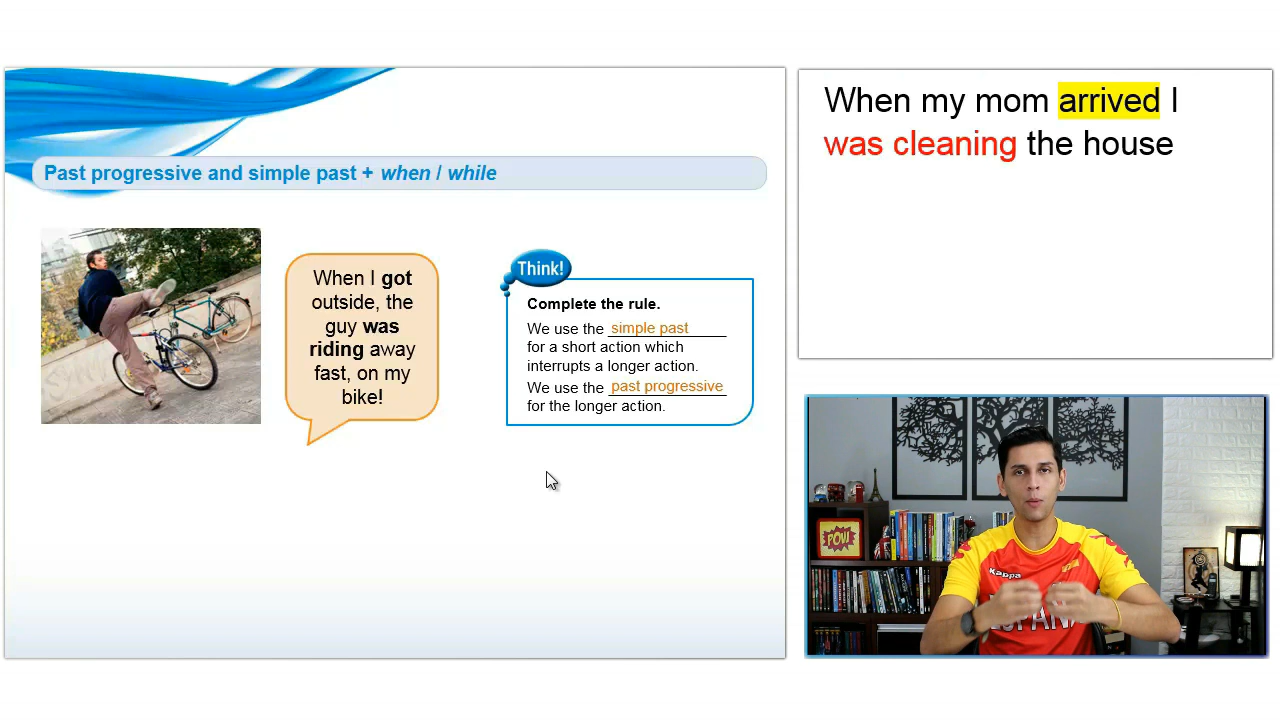 Past progressive and simple past + when / while
When I got
outside, the
guy was
riding away
fast, on my
bike!
Think!
Complete the rule.
We use the simple past
for a short action which
interrupts a longer action.
We use the past progressive
for the longer action.
When my mom arrived I
was cleaning the house
POW!
Kappa
ESPAÑA